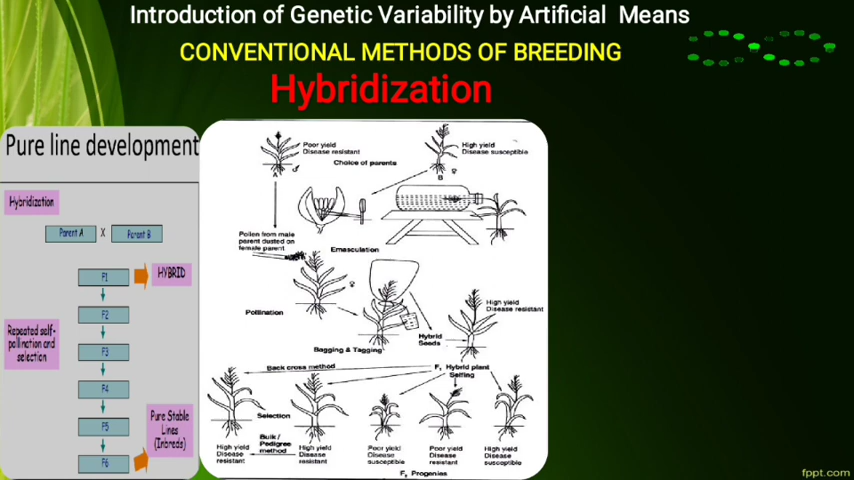 Introduction of Genetic Variability by Artificial Means
CONVENTIONAL METHODS OF BREEDING
Hybridization
Pure line development
Hybridization
Parent A X Parent B
F1
HYBRID
F2
Repeated self-
pollination and
selection
F3
F4
F5
Pure Stable
Lines
(Inbreds)
F6
Poor yield
Disease resistant
A
♂
Choice of parents
High yield
Disease susceptible
B
♀
Pollen from male
parent dusted on
female parent
Emasculation
♀
Pollination
Bagging & Tagging
Hybrid
Seeds
High yield
Disease resistant
Back cross method
F1 Hybrid plant
Selfing
Selection
Bulk /
Pedigree
method
High yield
Disease
resistant
High yield
Disease
resistant
Poor yield
Disease
susceptible
Poor yield
Disease
resistant
High yield
Disease
susceptible
F2 Progenies
fppt.com